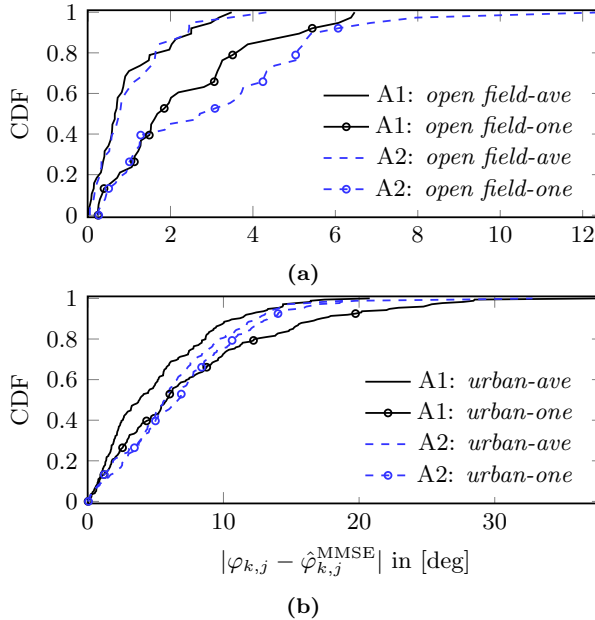 1
0.8
0.6
0.4
0.2
0
CDF
A1: open field-ave
A1: open field-one
A2: open field-ave
A2: open field-one
0 2 4 6 8 10 12
(a)
1
0.8
0.6
0.4
0.2
0
CDF
A1: urban-ave
A1: urban-one
A2: urban-ave
A2: urban-one
0 10 20 30
|φ_{k,j} − φ̂_{k,j}^{MMSE}| in [deg]
(b)